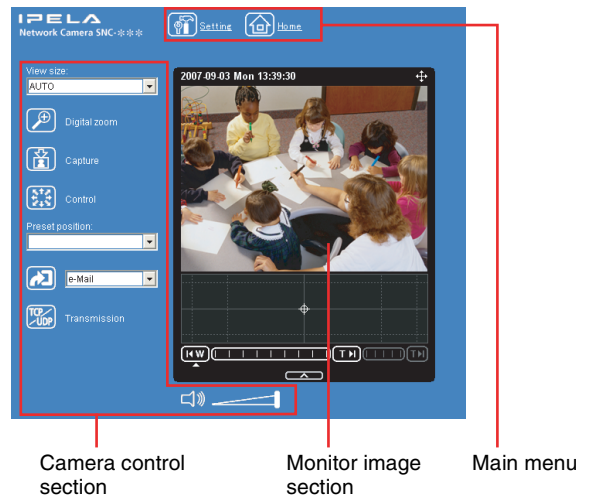 IPELA
Network Camera SNC-✲✲✲
Setting
Home
View size:
AUTO
Digital zoom
Capture
Control
Preset position:
e-Mail
TCP/UDP
Transmission
2007-09-03 Mon 13:39:30
W
T
T
Camera control
section
Monitor image
section
Main menu